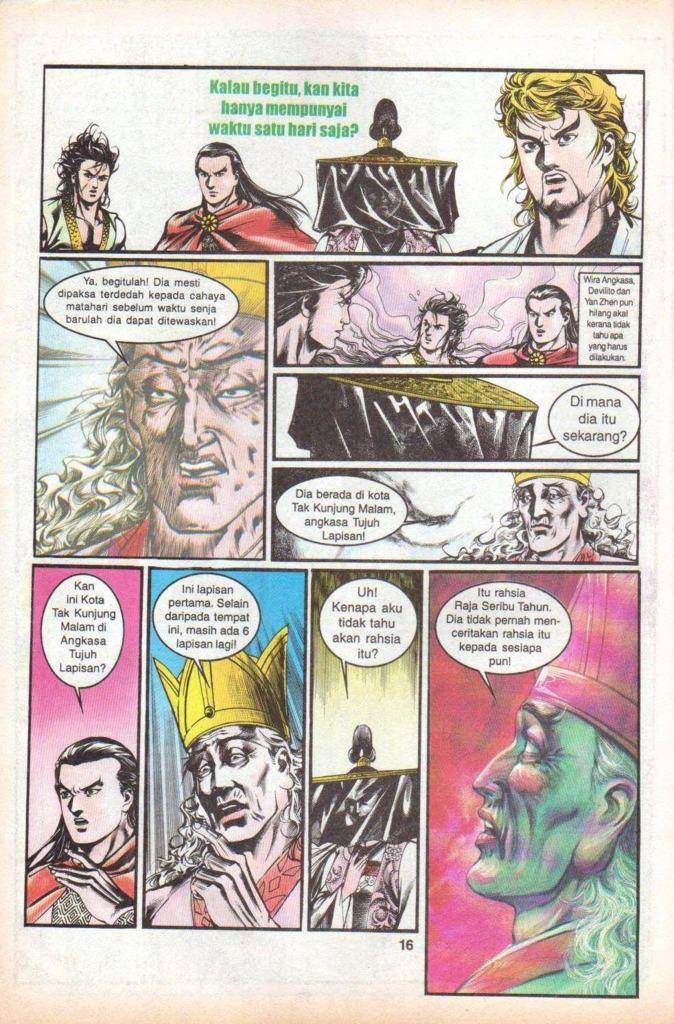 Kalau begitu, kan kita
hanya mempunyai
waktu satu hari saja?
Ya, begitulah! Dia mesti
dipaksa terdedah kepada cahaya
matahari sebelum waktu senja
barulah dia dapat ditewaskan!
Wira Angkasa,
Devilito dan
Yan Zhen pun
hilang akal
kerana tidak
tahu apa
yang harus
dilakukan.
Di mana
dia itu
sekarang?
Dia berada di kota
Tak Kunjung Malam,
angkasa Tujuh
Lapisan!
Kan
ini Kota
Tak Kunjung
Malam di
Angkasa
Tujuh
Lapisan?
Ini lapisan
pertama. Selain
daripada tempat
ini, masih ada 6
lapisan lagi!
Uh!
Kenapa aku
tidak tahu
akan rahsia
itu?
Itu rahsia
Raja Seribu Tahun.
Dia tidak pernah men-
ceritakan rahsia itu
kepada sesiapa
pun!
16